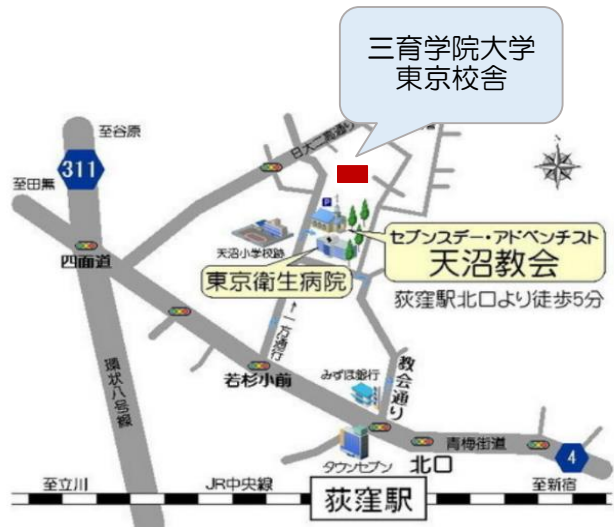 三育学院大学
東京校舎
至谷原
311
日大二高通り
至田無
P
四面道
天沼小学校跡
セブンスデー・アドベンチスト
天沼教会
東京衛生病院
荻窪駅北口より徒歩5分
↑一方通行
環状八号線
若杉小前
みずほ銀行
教会通り
タウンセブン
北口
青梅街道
4
至立川
JR中央線
荻窪駅
至新宿